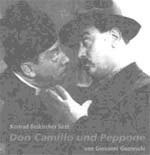 Konrad Beikircher liest
Don Camillo und Peppone
von Giovanni Guareschi